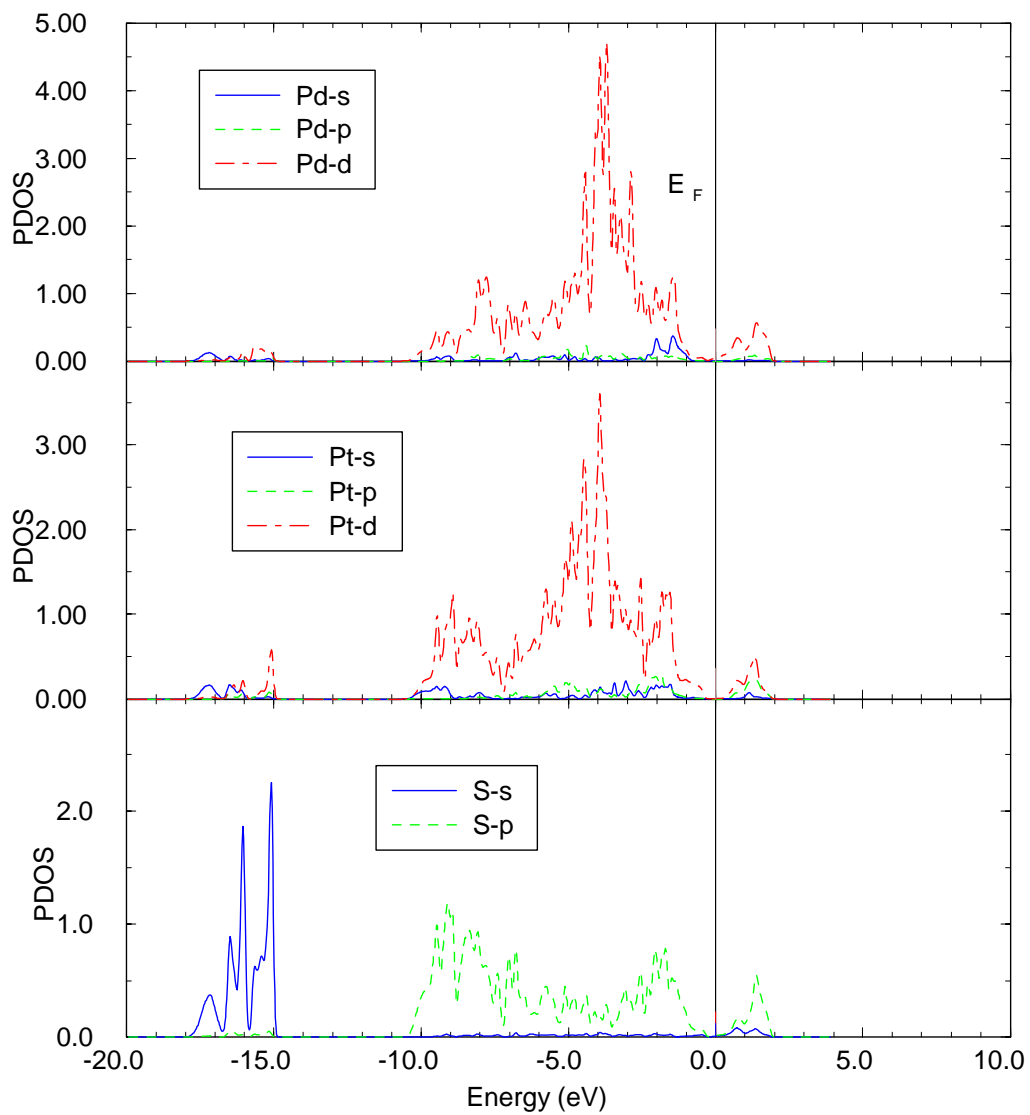 5.00
4.00
3.00
2.00
1.00
0.00
PDOS
Pd-s
Pd-p
Pd-d
E F
3.00
2.00
1.00
0.00
PDOS
Pt-s
Pt-p
Pt-d
2.0
1.0
0.0
PDOS
S-s
S-p
-20.0 -15.0 -10.0 -5.0 0.0 5.0 10.0
Energy (eV)